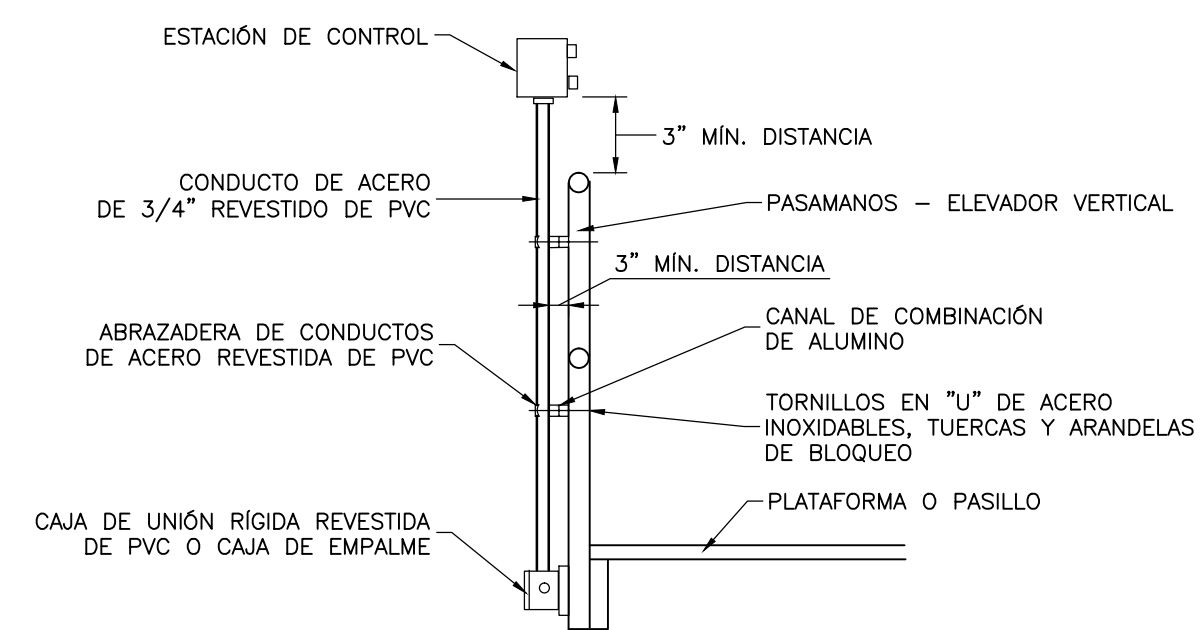 ESTACIÓN DE CONTROL
3” MÍN. DISTANCIA
CONDUCTO DE ACERO
DE 3/4” REVESTIDO DE PVC
PASAMANOS – ELEVADOR VERTICAL
3” MÍN. DISTANCIA
ABRAZADERA DE CONDUCTOS
DE ACERO REVESTIDA DE PVC
CANAL DE COMBINACIÓN
DE ALUMINO
TORNILLOS EN ”U” DE ACERO
INOXIDABLES, TUERCAS Y ARANDELAS
DE BLOQUEO
PLATAFORMA O PASILLO
CAJA DE UNIÓN RÍGIDA REVESTIDA
DE PVC O CAJA DE EMPALME